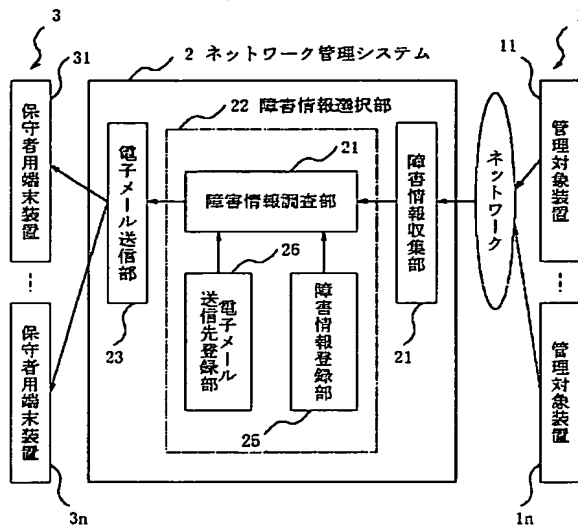 3
2 ネットワーク管理システム
1
31
11
22 障害情報選択部
21
保守者用端末装置
電子メール送信部
障害情報調査部
障害情報収集部
ネットワーク
管理対象装置
26
23
21
電子メール
送信先登録部
障害情報登録部
保守者用端末装置
管理対象装置
25
3n
1n